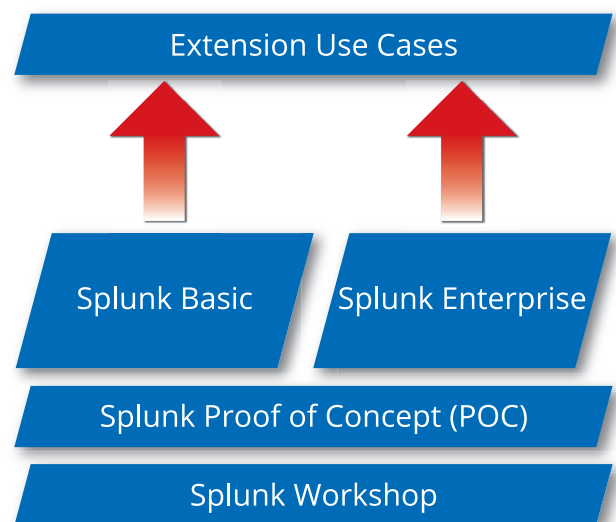 Extension Use Cases
Splunk Basic
Splunk Enterprise
Splunk Proof of Concept (POC)
Splunk Workshop